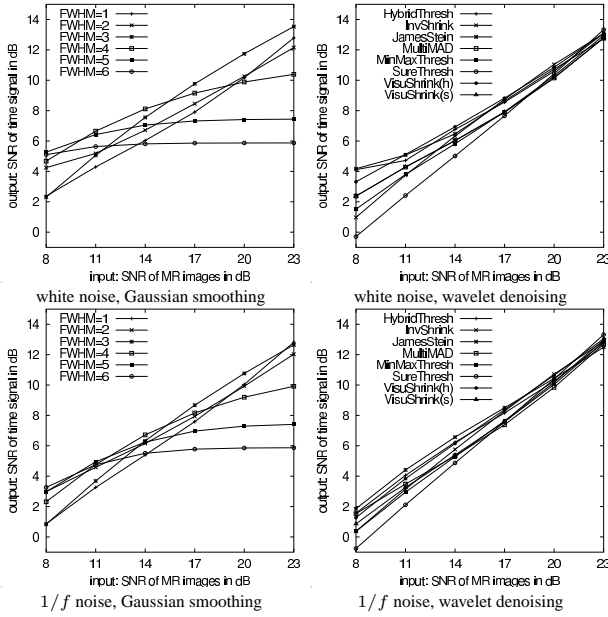 14
12
10
8
6
4
2
0
output: SNR of time signal in dB
FWHM=1
FWHM=2
FWHM=3
FWHM=4
FWHM=5
FWHM=6
8 11 14 17 20 23
input: SNR of MR images in dB
white noise, Gaussian smoothing
14
12
10
8
6
4
2
0
output: SNR of time signal in dB
HybridThresh
InvShrink
JamesStein
MultiMAD
MinMaxThresh
SureThresh
VisuShrink(h)
VisuShrink(s)
8 11 14 17 20 23
input: SNR of MR images in dB
white noise, wavelet denoising
14
12
10
8
6
4
2
0
output: SNR of time signal in dB
FWHM=1
FWHM=2
FWHM=3
FWHM=4
FWHM=5
FWHM=6
8 11 14 17 20 23
input: SNR of MR images in dB
1/f noise, Gaussian smoothing
14
12
10
8
6
4
2
0
output: SNR of time signal in dB
HybridThresh
InvShrink
JamesStein
MultiMAD
MinMaxThresh
SureThresh
VisuShrink(h)
VisuShrink(s)
8 11 14 17 20 23
input: SNR of MR images in dB
1/f noise, wavelet denoising